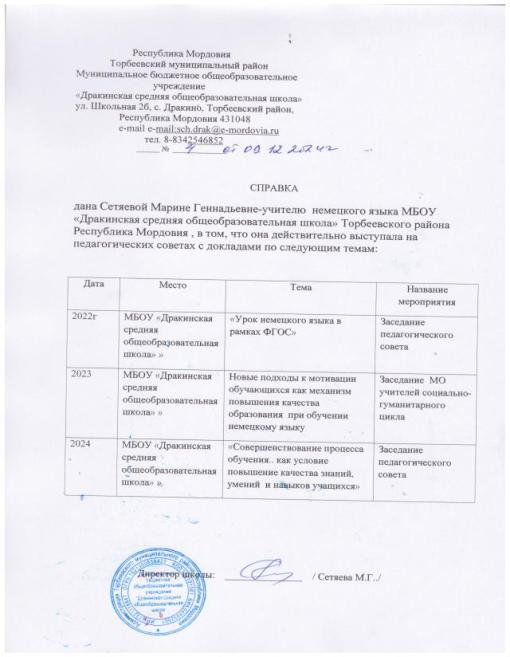 Республика Мордовия
Торбеевский муниципальный район
Муниципальное бюджетное общеобразовательное
учреждение
«Дракинская средняя общеобразовательная школа»
ул. Школьная 2б, с. Дракино, Торбеевский район,
Республика Мордовия 431048
e-mail e-mail:sch.drak@e-mordovia.ru
тел. 8-8342546852
_____ № 4 от 09.12.2024г
СПРАВКА
дана Сетяевой Марине Геннадьевне-учителю немецкого языка МБОУ
«Дракинская средняя общеобразовательная школа» Торбеевского района
Республика Мордовия , в том, что она действительно выступала на
педагогических советах с докладами по следующим темам:
Дата Место Тема Название
мероприятия
2022г МБОУ «Дракинская «Урок немецкого языка в Заседание
средняя рамках ФГОС» педагогического
общеобразовательная совета
школа» »
2023 МБОУ «Дракинская Новые подходы к мотивации Заседание МО
средняя обучающихся как механизм учителей социально-
общеобразовательная повышения качества гуманитарного
школа» » образования при обучении цикла
немецкому языку
2024 МБОУ «Дракинская «Совершенствование процесса Заседание
средняя обучения.. как условие педагогического
общеобразовательная повышение качества знаний, совета
школа» » умений и навыков учащихся»
Директор школы: / Сетяева М.Г../